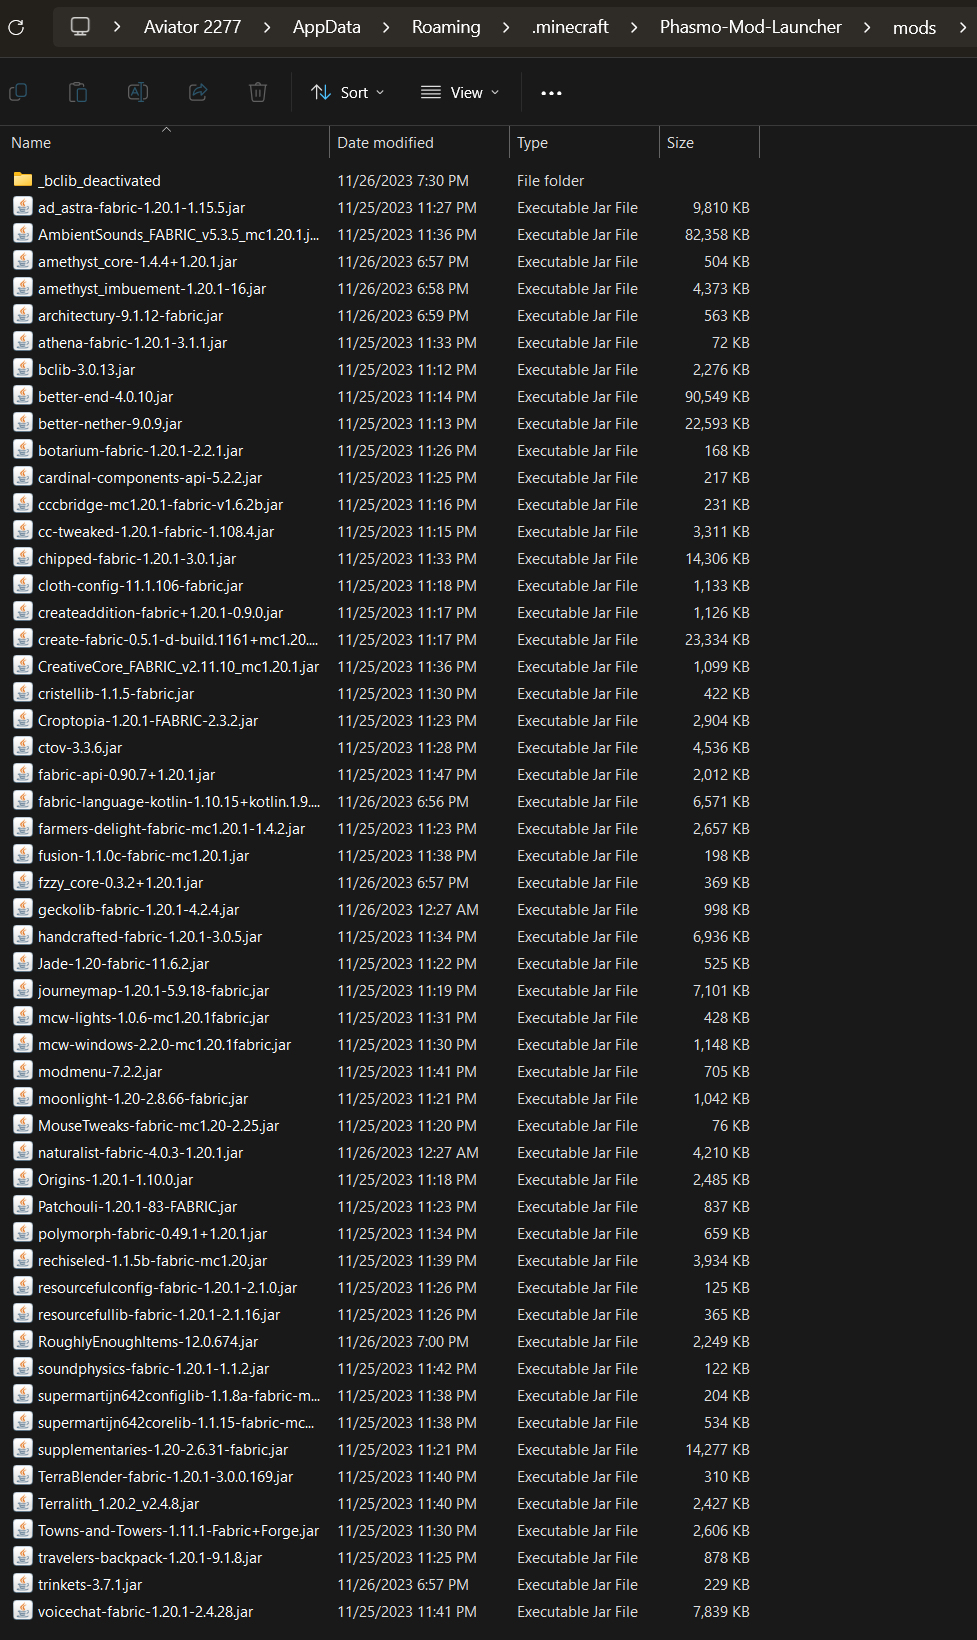 Aviator 2277 > AppData > Roaming > .minecraft > Phasmo-Mod-Launcher > mods >
Sort View ...
Name Date modified Type Size
_bclib_deactivated 11/26/2023 7:30 PM File folder
ad_astra-fabric-1.20.1-1.15.5.jar 11/25/2023 11:27 PM Executable Jar File 9,810 KB
AmbientSounds_FABRIC_v5.3.5_mc1.20.1.j... 11/25/2023 11:36 PM Executable Jar File 82,358 KB
amethyst_core-1.4.4+1.20.1.jar 11/26/2023 6:57 PM Executable Jar File 504 KB
amethyst_imbuement-1.20.1-16.jar 11/26/2023 6:58 PM Executable Jar File 4,373 KB
architectury-9.1.12-fabric.jar 11/26/2023 6:59 PM Executable Jar File 563 KB
athena-fabric-1.20.1-3.1.1.jar 11/25/2023 11:33 PM Executable Jar File 72 KB
bclib-3.0.13.jar 11/25/2023 11:12 PM Executable Jar File 2,276 KB
better-end-4.0.10.jar 11/25/2023 11:14 PM Executable Jar File 90,549 KB
better-nether-9.0.9.jar 11/25/2023 11:13 PM Executable Jar File 22,593 KB
botarium-fabric-1.20.1-2.2.1.jar 11/25/2023 11:26 PM Executable Jar File 168 KB
cardinal-components-api-5.2.2.jar 11/25/2023 11:25 PM Executable Jar File 217 KB
cccbridge-mc1.20.1-fabric-v1.6.2b.jar 11/25/2023 11:16 PM Executable Jar File 231 KB
cc-tweaked-1.20.1-fabric-1.108.4.jar 11/25/2023 11:15 PM Executable Jar File 3,311 KB
chipped-fabric-1.20.1-3.0.1.jar 11/25/2023 11:33 PM Executable Jar File 14,306 KB
cloth-config-11.1.106-fabric.jar 11/25/2023 11:18 PM Executable Jar File 1,133 KB
createaddition-fabric+1.20.1-0.9.0.jar 11/25/2023 11:17 PM Executable Jar File 1,126 KB
create-fabric-0.5.1-d-build.1161+mc1.20.... 11/25/2023 11:17 PM Executable Jar File 23,334 KB
CreativeCore_FABRIC_v2.11.10_mc1.20.1.jar 11/25/2023 11:36 PM Executable Jar File 1,099 KB
cristellib-1.1.5-fabric.jar 11/25/2023 11:30 PM Executable Jar File 422 KB
Croptopia-1.20.1-FABRIC-2.3.2.jar 11/25/2023 11:23 PM Executable Jar File 2,904 KB
ctov-3.3.6.jar 11/25/2023 11:28 PM Executable Jar File 4,536 KB
fabric-api-0.90.7+1.20.1.jar 11/25/2023 11:47 PM Executable Jar File 2,012 KB
fabric-language-kotlin-1.10.15+kotlin.1.9.... 11/26/2023 6:56 PM Executable Jar File 6,571 KB
farmers-delight-fabric-mc1.20.1-1.4.2.jar 11/25/2023 11:23 PM Executable Jar File 2,657 KB
fusion-1.1.0c-fabric-mc1.20.1.jar 11/25/2023 11:38 PM Executable Jar File 198 KB
fzzy_core-0.3.2+1.20.1.jar 11/26/2023 6:57 PM Executable Jar File 369 KB
geckolib-fabric-1.20.1-4.2.4.jar 11/26/2023 12:27 AM Executable Jar File 998 KB
handcrafted-fabric-1.20.1-3.0.5.jar 11/25/2023 11:34 PM Executable Jar File 6,936 KB
Jade-1.20-fabric-11.6.2.jar 11/25/2023 11:22 PM Executable Jar File 525 KB
journeymap-1.20.1-5.9.18-fabric.jar 11/25/2023 11:19 PM Executable Jar File 7,101 KB
mcw-lights-1.0.6-mc1.20.1fabric.jar 11/25/2023 11:31 PM Executable Jar File 428 KB
mcw-windows-2.2.0-mc1.20.1fabric.jar 11/25/2023 11:30 PM Executable Jar File 1,148 KB
modmenu-7.2.2.jar 11/25/2023 11:41 PM Executable Jar File 705 KB
moonlight-1.20-2.8.66-fabric.jar 11/25/2023 11:21 PM Executable Jar File 1,042 KB
MouseTweaks-fabric-mc1.20-2.25.jar 11/25/2023 11:20 PM Executable Jar File 76 KB
naturalist-fabric-4.0.3-1.20.1.jar 11/26/2023 12:27 AM Executable Jar File 4,210 KB
Origins-1.20.1-1.10.0.jar 11/25/2023 11:18 PM Executable Jar File 2,485 KB
Patchouli-1.20.1-83-FABRIC.jar 11/25/2023 11:23 PM Executable Jar File 837 KB
polymorph-fabric-0.49.1+1.20.1.jar 11/25/2023 11:34 PM Executable Jar File 659 KB
rechiseled-1.1.5b-fabric-mc1.20.jar 11/25/2023 11:39 PM Executable Jar File 3,934 KB
resourcefulconfig-fabric-1.20.1-2.1.0.jar 11/25/2023 11:26 PM Executable Jar File 125 KB
resourcefullib-fabric-1.20.1-2.1.16.jar 11/25/2023 11:26 PM Executable Jar File 365 KB
RoughlyEnoughItems-12.0.674.jar 11/26/2023 7:00 PM Executable Jar File 2,249 KB
soundphysics-fabric-1.20.1-1.1.2.jar 11/25/2023 11:42 PM Executable Jar File 122 KB
supermartijn642configlib-1.1.8a-fabric-m... 11/25/2023 11:38 PM Executable Jar File 204 KB
supermartijn642corelib-1.1.15-fabric-mc... 11/25/2023 11:38 PM Executable Jar File 534 KB
supplementaries-1.20-2.6.31-fabric.jar 11/25/2023 11:21 PM Executable Jar File 14,277 KB
TerraBlender-fabric-1.20.1-3.0.0.169.jar 11/25/2023 11:40 PM Executable Jar File 310 KB
Terralith_1.20.2_v2.4.8.jar 11/25/2023 11:40 PM Executable Jar File 2,427 KB
Towns-and-Towers-1.11.1-Fabric+Forge.jar 11/25/2023 11:30 PM Executable Jar File 2,606 KB
travelers-backpack-1.20.1-9.1.8.jar 11/25/2023 11:25 PM Executable Jar File 878 KB
trinkets-3.7.1.jar 11/26/2023 6:57 PM Executable Jar File 229 KB
voicechat-fabric-1.20.1-2.4.28.jar 11/25/2023 11:41 PM Executable Jar File 7,839 KB